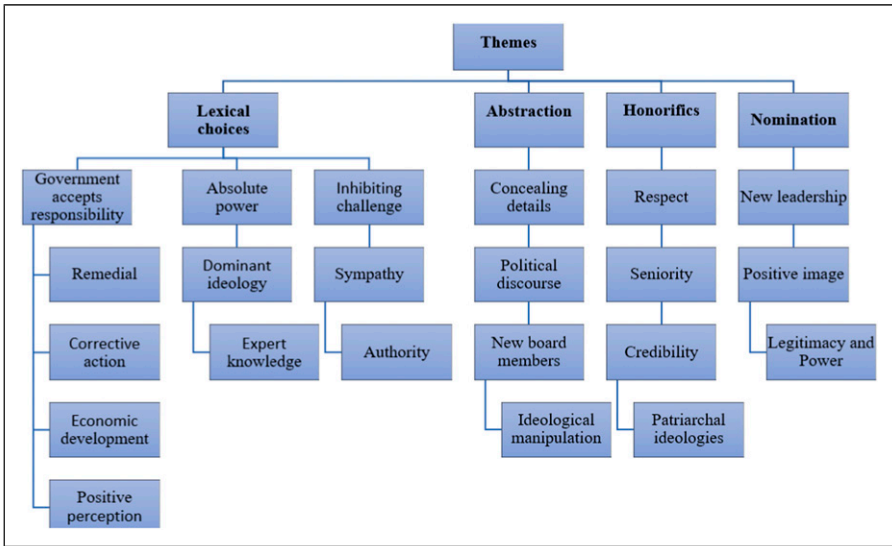 Themes
Lexical
choices
Abstraction
Honorifics
Nomination
Government
accepts
responsibility
Absolute
power
Inhibiting
challenge
Concealing
details
Respect
New leadership
Remedial
Dominant
ideology
Sympathy
Political
discourse
Seniority
Positive image
Corrective
action
Expert
knowledge
Authority
New board
members
Credibility
Legitimacy and
Power
Economic
development
Ideological
manipulation
Patriarchal
ideologies
Positive
perception